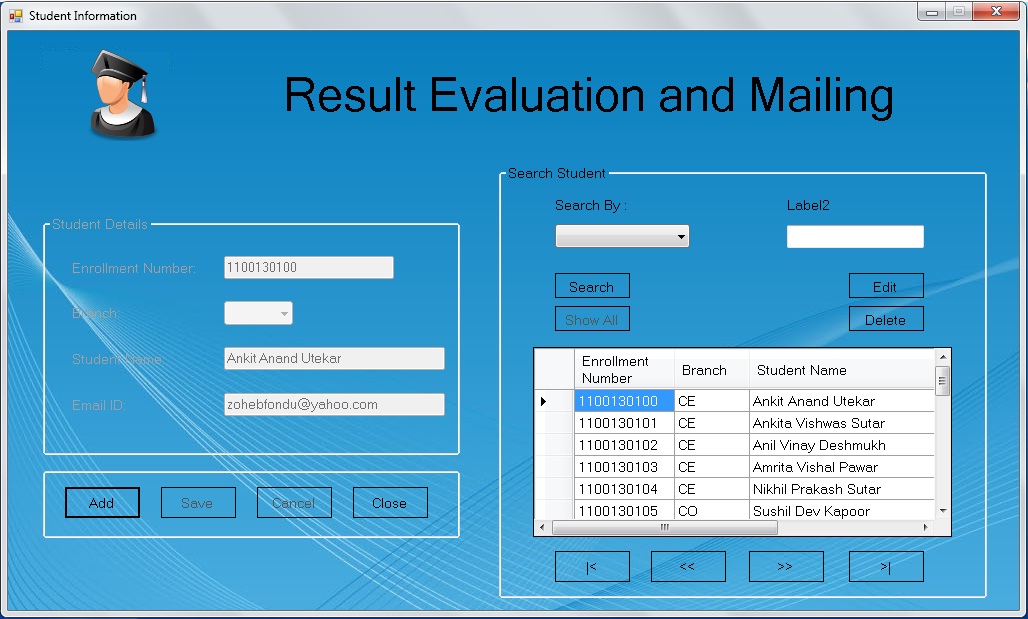 Student Information
Result Evaluation and Mailing
Student Details
Enrollment Number: 1100130100
Branch:
Student Name: Ankit Anand Utekar
Email ID: zohebfondu@yahoo.com
Add Save Cancel Close
Search Student
Search By : Label2
Search Edit
Show All Delete
Enrollment Number Branch Student Name
1100130100 CE Ankit Anand Utekar
1100130101 CE Ankita Vishwas Sutar
1100130102 CE Anil Vinay Deshmukh
1100130103 CE Amrita Vishal Pawar
1100130104 CE Nikhil Prakash Sutar
1100130105 CO Sushil Dev Kapoor
|< << >> >|